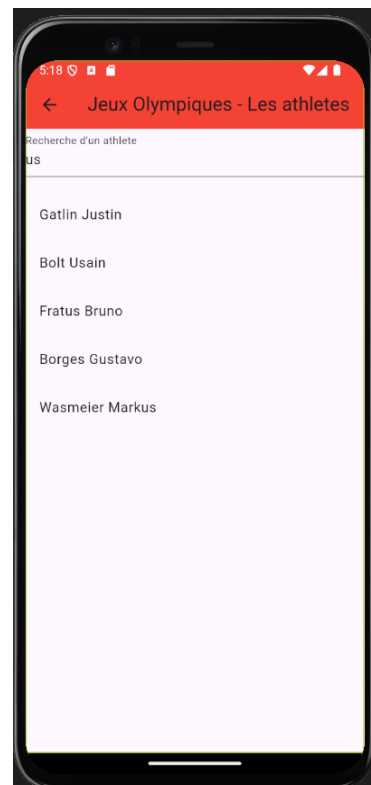 5:18
Jeux Olympiques - Les athletes
Recherche d'un athlete
us
Gatlin Justin
Bolt Usain
Fratus Bruno
Borges Gustavo
Wasmeier Markus